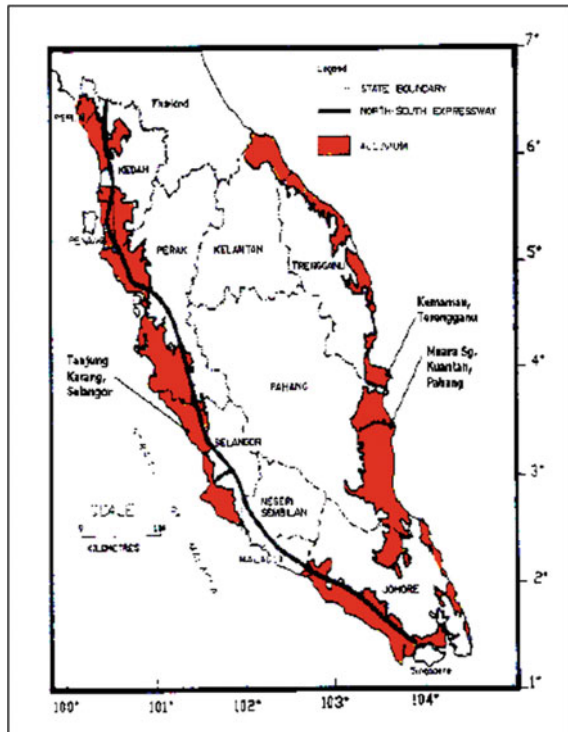 7°
Legend
STATE BOUNDARY
NORTH-SOUTH EXPRESSWAY
ALLUVIUM
Thailand
6°
KEDAH
PERAK
KELANTAN
TRENGGANU
5°
Kemaman,
Terengganu
Muara Sg.
Kuantan,
Pahang
4°
Tanjung
Karang,
Selangor
PAHANG
SELANGOR
3°
NEGERI
SEMBILAN
SCALE
0
KILOMETRES
JOHORE
2°
Singapore
1°
100° 101° 102° 103° 104°